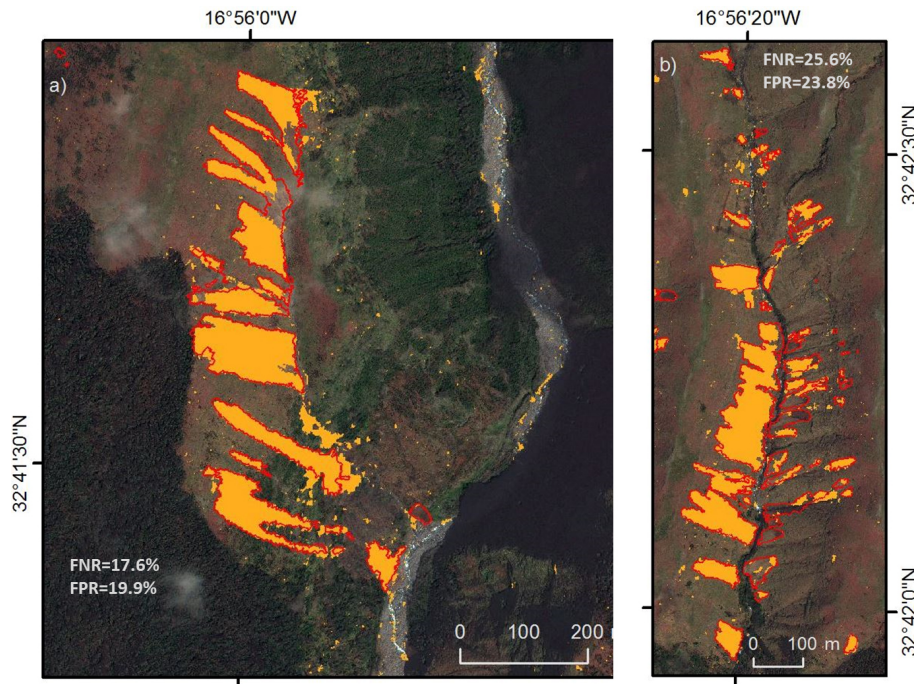 16°56'0"W
16°56'20"W
a)
b)
FNR=25.6%
FPR=23.8%
32°42'30"N
32°41'30"N
FNR=17.6%
FPR=19.9%
0 100 200
32°42'0"N
0 100 m